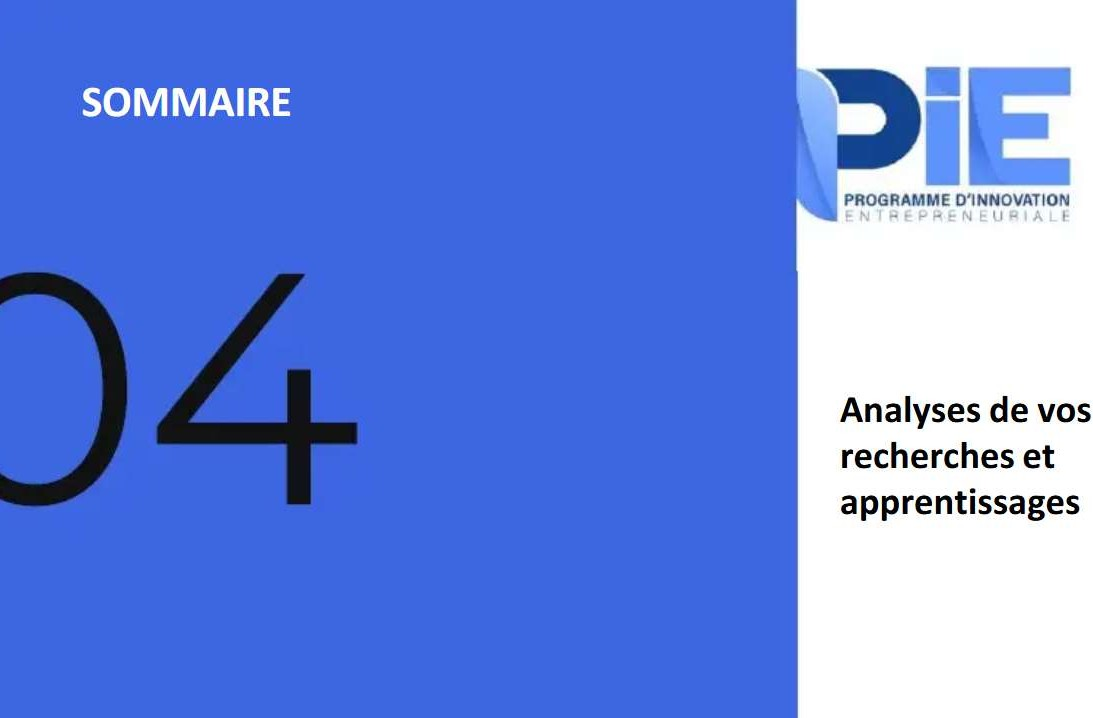 SOMMAIRE
PiE
PROGRAMME D'INNOVATION
ENTREPRENEURIALE
04
Analyses de vos
recherches et
apprentissages